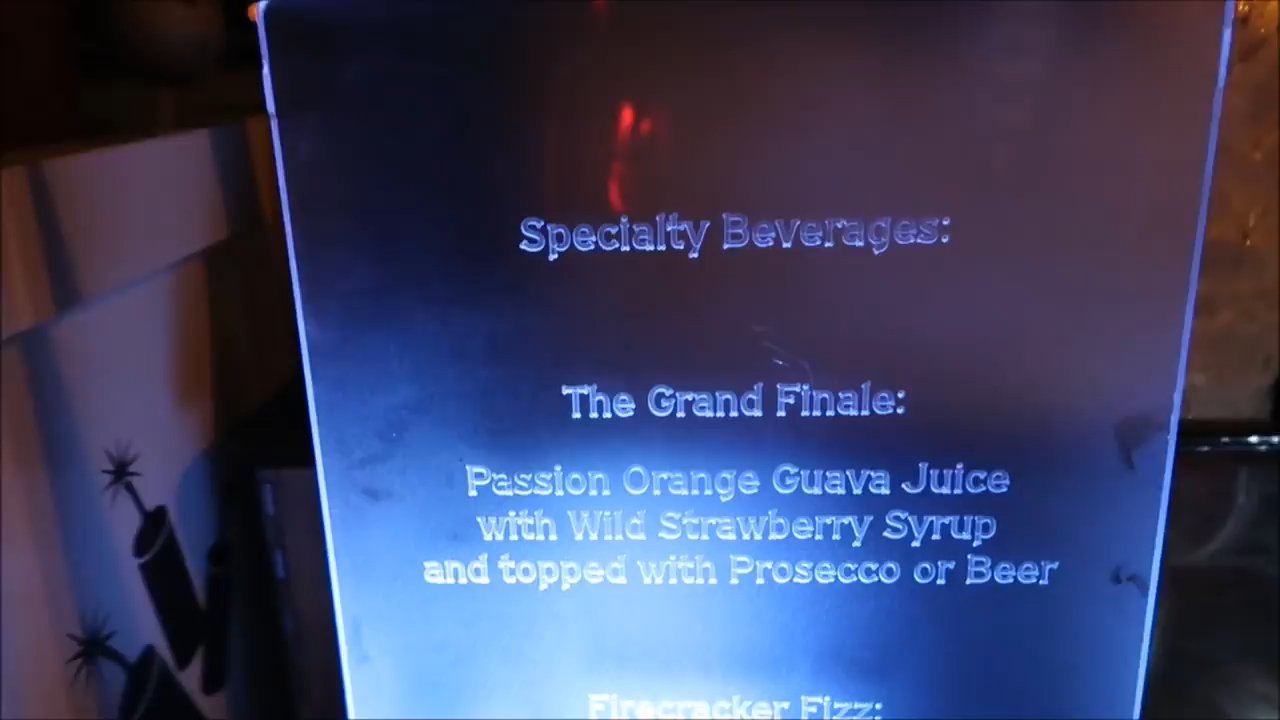 Specialty Beverages:
The Grand Finale:
Passion Orange Guava Juice
with Wild Strawberry Syrup
and topped with Prosecco or Beer
Firecracker Fizz: